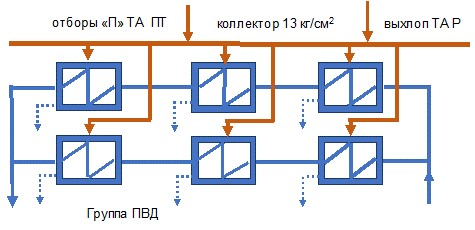 отборы «П» ТА ПТ
коллектор 13 кг/см²
выхлоп ТА Р
Группа ПВД